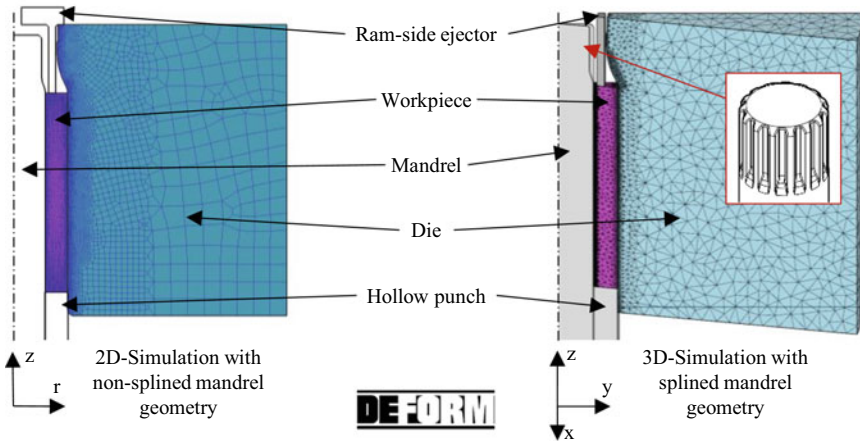 Ram-side ejector
Workpiece
Mandrel
Die
Hollow punch
z
r
2D-Simulation with
non-splined mandrel
geometry
DEFORM
z
y
x
3D-Simulation with
splined mandrel
geometry